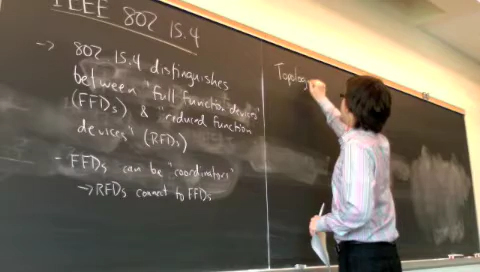 IEEE 802 15.4
→ 802 15.4 distinguishes
between "full function devices"
(FFDs) & "reduced function
devices" (RFDs)
- FFDs can be "coordinators"
→ RFDs connect to FFDs
Topolog